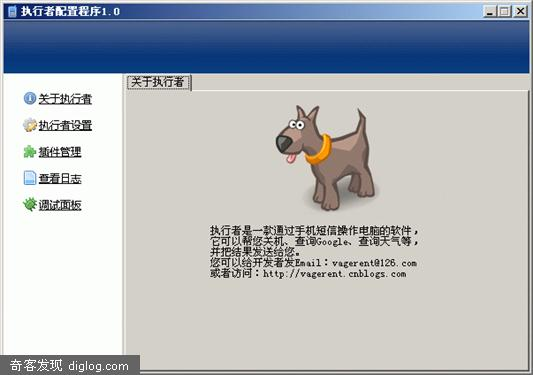 执行者配置程序1.0
关于执行者
关于执行者
执行者设置
插件管理
查看日志
调试面板
执行者是一款通过手机短信操作电脑的软件，
它可以帮您关机、查询Google、查询天气等，
并把结果发送给您。
您可以给开发者发Email：vagerent@126.com
或者访问：http://vagerent.cnblogs.com
奇客发现 diglog.com